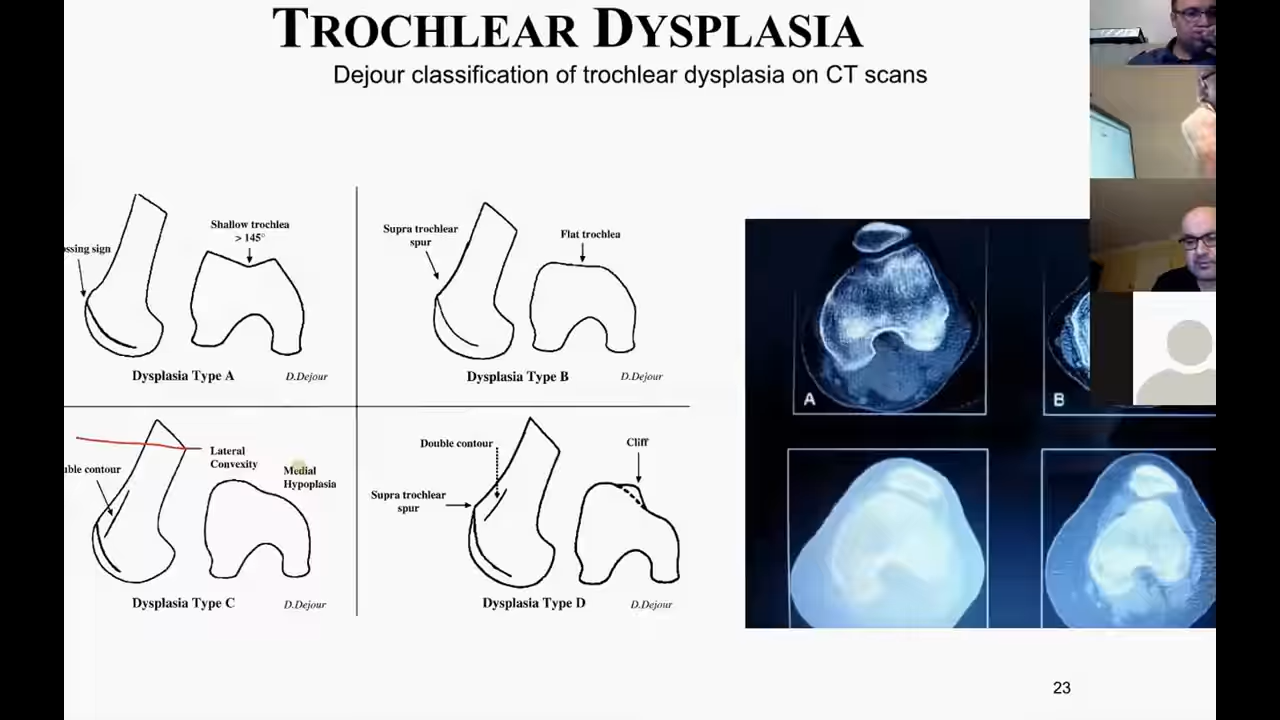 TROCHLEAR DYSPLASIA
Dejour classification of trochlear dysplasia on CT scans
Shallow trochlea
> 145°
ossing sign
Dysplasia Type A
D.Dejour
Supra trochlear
spur
Flat trochlea
Dysplasia Type B
D.Dejour
Lateral
Convexity
uble contour
Medial
Hypoplasia
Dysplasia Type C
D.Dejour
Double contour
Cliff
Supra trochlear
spur
Dysplasia Type D
D.Dejour
A
B
23